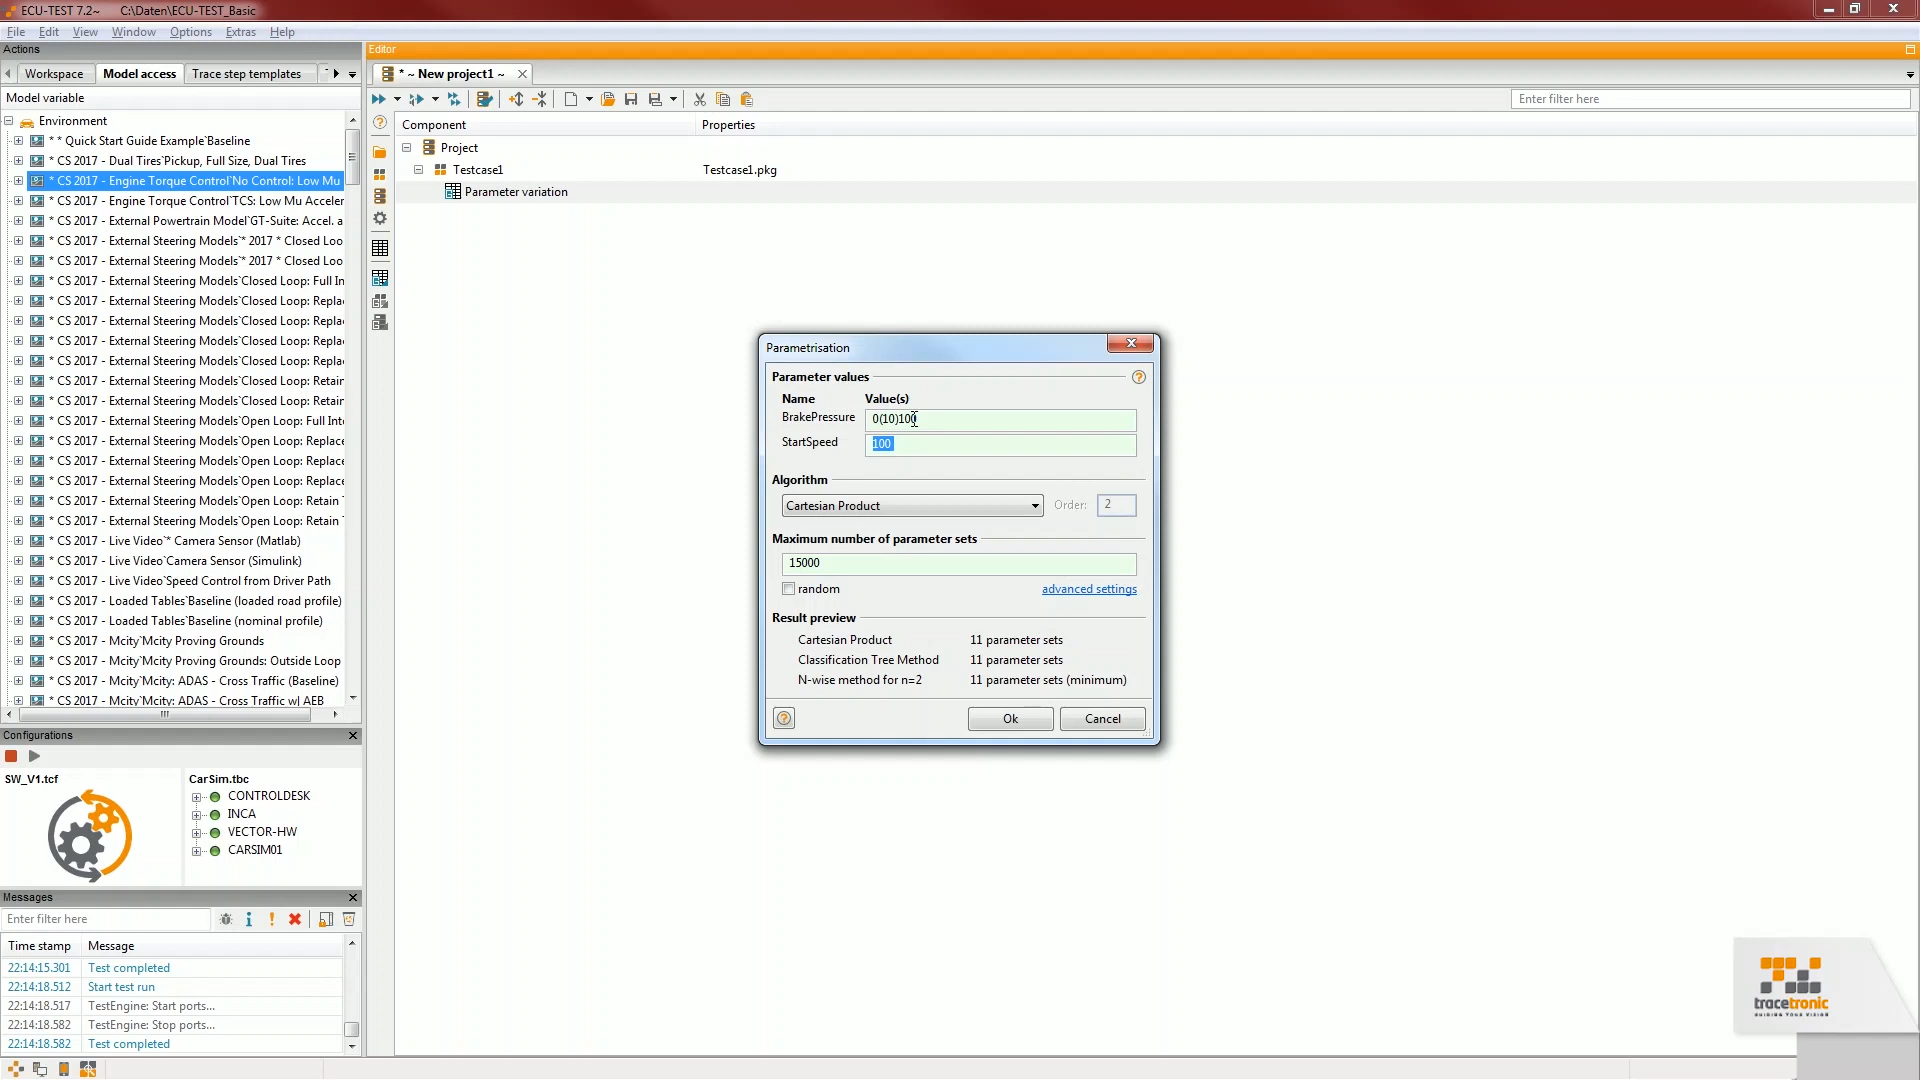 ECU-TEST 7.2~ C:\Daten\ECU-TEST_Basic
File Edit View Window Options Extras Help
Actions
Workspace Model access Trace step templates
Model variable
Environment
* * Quick Start Guide Example`Baseline
* CS 2017 - Dual Tires`Pickup, Full Size, Dual Tires
* CS 2017 - Engine Torque Control`No Control: Low Mu
* CS 2017 - Engine Torque Control`TCS: Low Mu Acceler
* CS 2017 - External Powertrain Model`GT-Suite: Accel. a
* CS 2017 - External Steering Models`* 2017 * Closed Loo
* CS 2017 - External Steering Models`* 2017 * Closed Loo
* CS 2017 - External Steering Models`Closed Loop: Full In
* CS 2017 - External Steering Models`Closed Loop: Repla
* CS 2017 - External Steering Models`Closed Loop: Repla
* CS 2017 - External Steering Models`Closed Loop: Repla
* CS 2017 - External Steering Models`Closed Loop: Repla
* CS 2017 - External Steering Models`Closed Loop: Retain
* CS 2017 - External Steering Models`Closed Loop: Retain
* CS 2017 - External Steering Models`Open Loop: Full Inte
* CS 2017 - External Steering Models`Open Loop: Replace
* CS 2017 - External Steering Models`Open Loop: Replace
* CS 2017 - External Steering Models`Open Loop: Replace
* CS 2017 - External Steering Models`Open Loop: Retain T
* CS 2017 - External Steering Models`Open Loop: Retain T
* CS 2017 - Live Video`* Camera Sensor (Matlab)
* CS 2017 - Live Video`Camera Sensor (Simulink)
* CS 2017 - Live Video`Speed Control from Driver Path
* CS 2017 - Loaded Tables`Baseline (loaded road profile)
* CS 2017 - Loaded Tables`Baseline (nominal profile)
* CS 2017 - Mcity`Mcity Proving Grounds
* CS 2017 - Mcity`Mcity Proving Grounds: Outside Loop
* CS 2017 - Mcity`Mcity: ADAS - Cross Traffic (Baseline)
* CS 2017 - Mcity`Mcity: ADAS - Cross Traffic w| AEB
Configurations
SW_V1.tcf CarSim.tbc
CONTROLDESK
INCA
VECTOR-HW
CARSIM01
Messages
Enter filter here
Time stamp Message
22:14:15.301 Test completed
22:14:18.512 Start test run
22:14:18.517 TestEngine: Start ports...
22:14:18.582 TestEngine: Stop ports...
22:14:18.582 Test completed
Editor
* ~ New project1 ~
Enter filter here
Component Properties
Project
Testcase1 Testcase1.pkg
Parameter variation
Parametrisation
Parameter values
Name Value(s)
BrakePressure 0(10)100
StartSpeed 100
Algorithm
Cartesian Product Order: 2
Maximum number of parameter sets
15000
random advanced settings
Result preview
Cartesian Product 11 parameter sets
Classification Tree Method 11 parameter sets
N-wise method for n=2 11 parameter sets (minimum)
Ok Cancel
tracetronic
GUIDING YOUR VISION